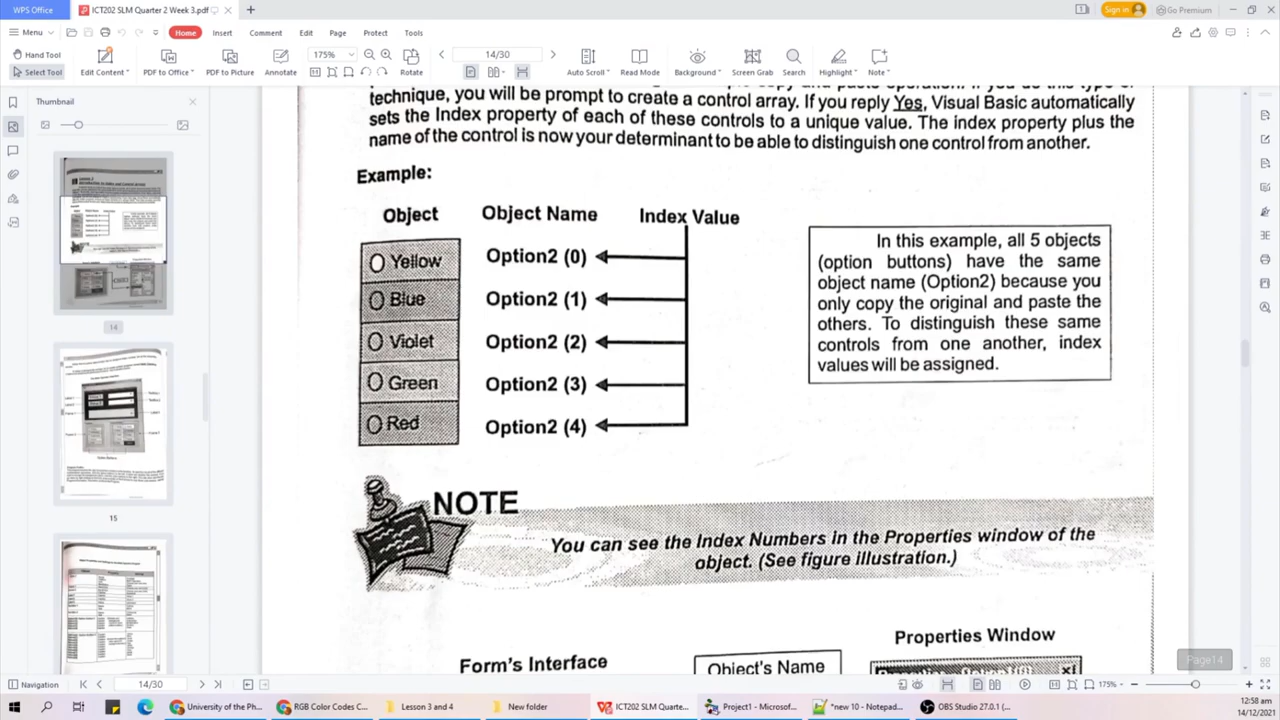 WPS Office
ICT202 SLM Quarter 2 Week 3.pdf
Sign in
Go Premium
Menu
Home
Insert
Comment
Edit
Page
Protect
Tools
Hand Tool
Select Tool
Edit Content
PDF to Office
PDF to Picture
Annotate
175%
Rotate
14/30
Auto Scroll
Read Mode
Background
Screen Grab
Search
Highlight
Note
Thumbnail
14
15
technique, you will be prompt to create a control array. If you reply Yes, Visual Basic automatically
sets the Index property of each of these controls to a unique value. The index property plus the
name of the control is now your determinant to be able to distinguish one control from another.
Example:
Object Object Name Index Value
Yellow Option2 (0)
Blue Option2 (1)
Violet Option2 (2)
Green Option2 (3)
Red Option2 (4)
In this example, all 5 objects
(option buttons) have the same
object name (Option2) because you
only copy the original and paste the
others. To distinguish these same
controls from one another, index
values will be assigned.
NOTE
You can see the Index Numbers in the Properties window of the
object. (See figure illustration.)
Properties Window
Form's Interface
Object's Name
Page14
Navigation
14/30
175%
University of the Ph...
RGB Color Codes C...
Lesson 3 and 4
New folder
ICT202 SLM Quarte...
Project1 - Microsof...
*new 10 - Notepad...
OBS Studio 27.0.1 (...
12:58 am
14/12/2021